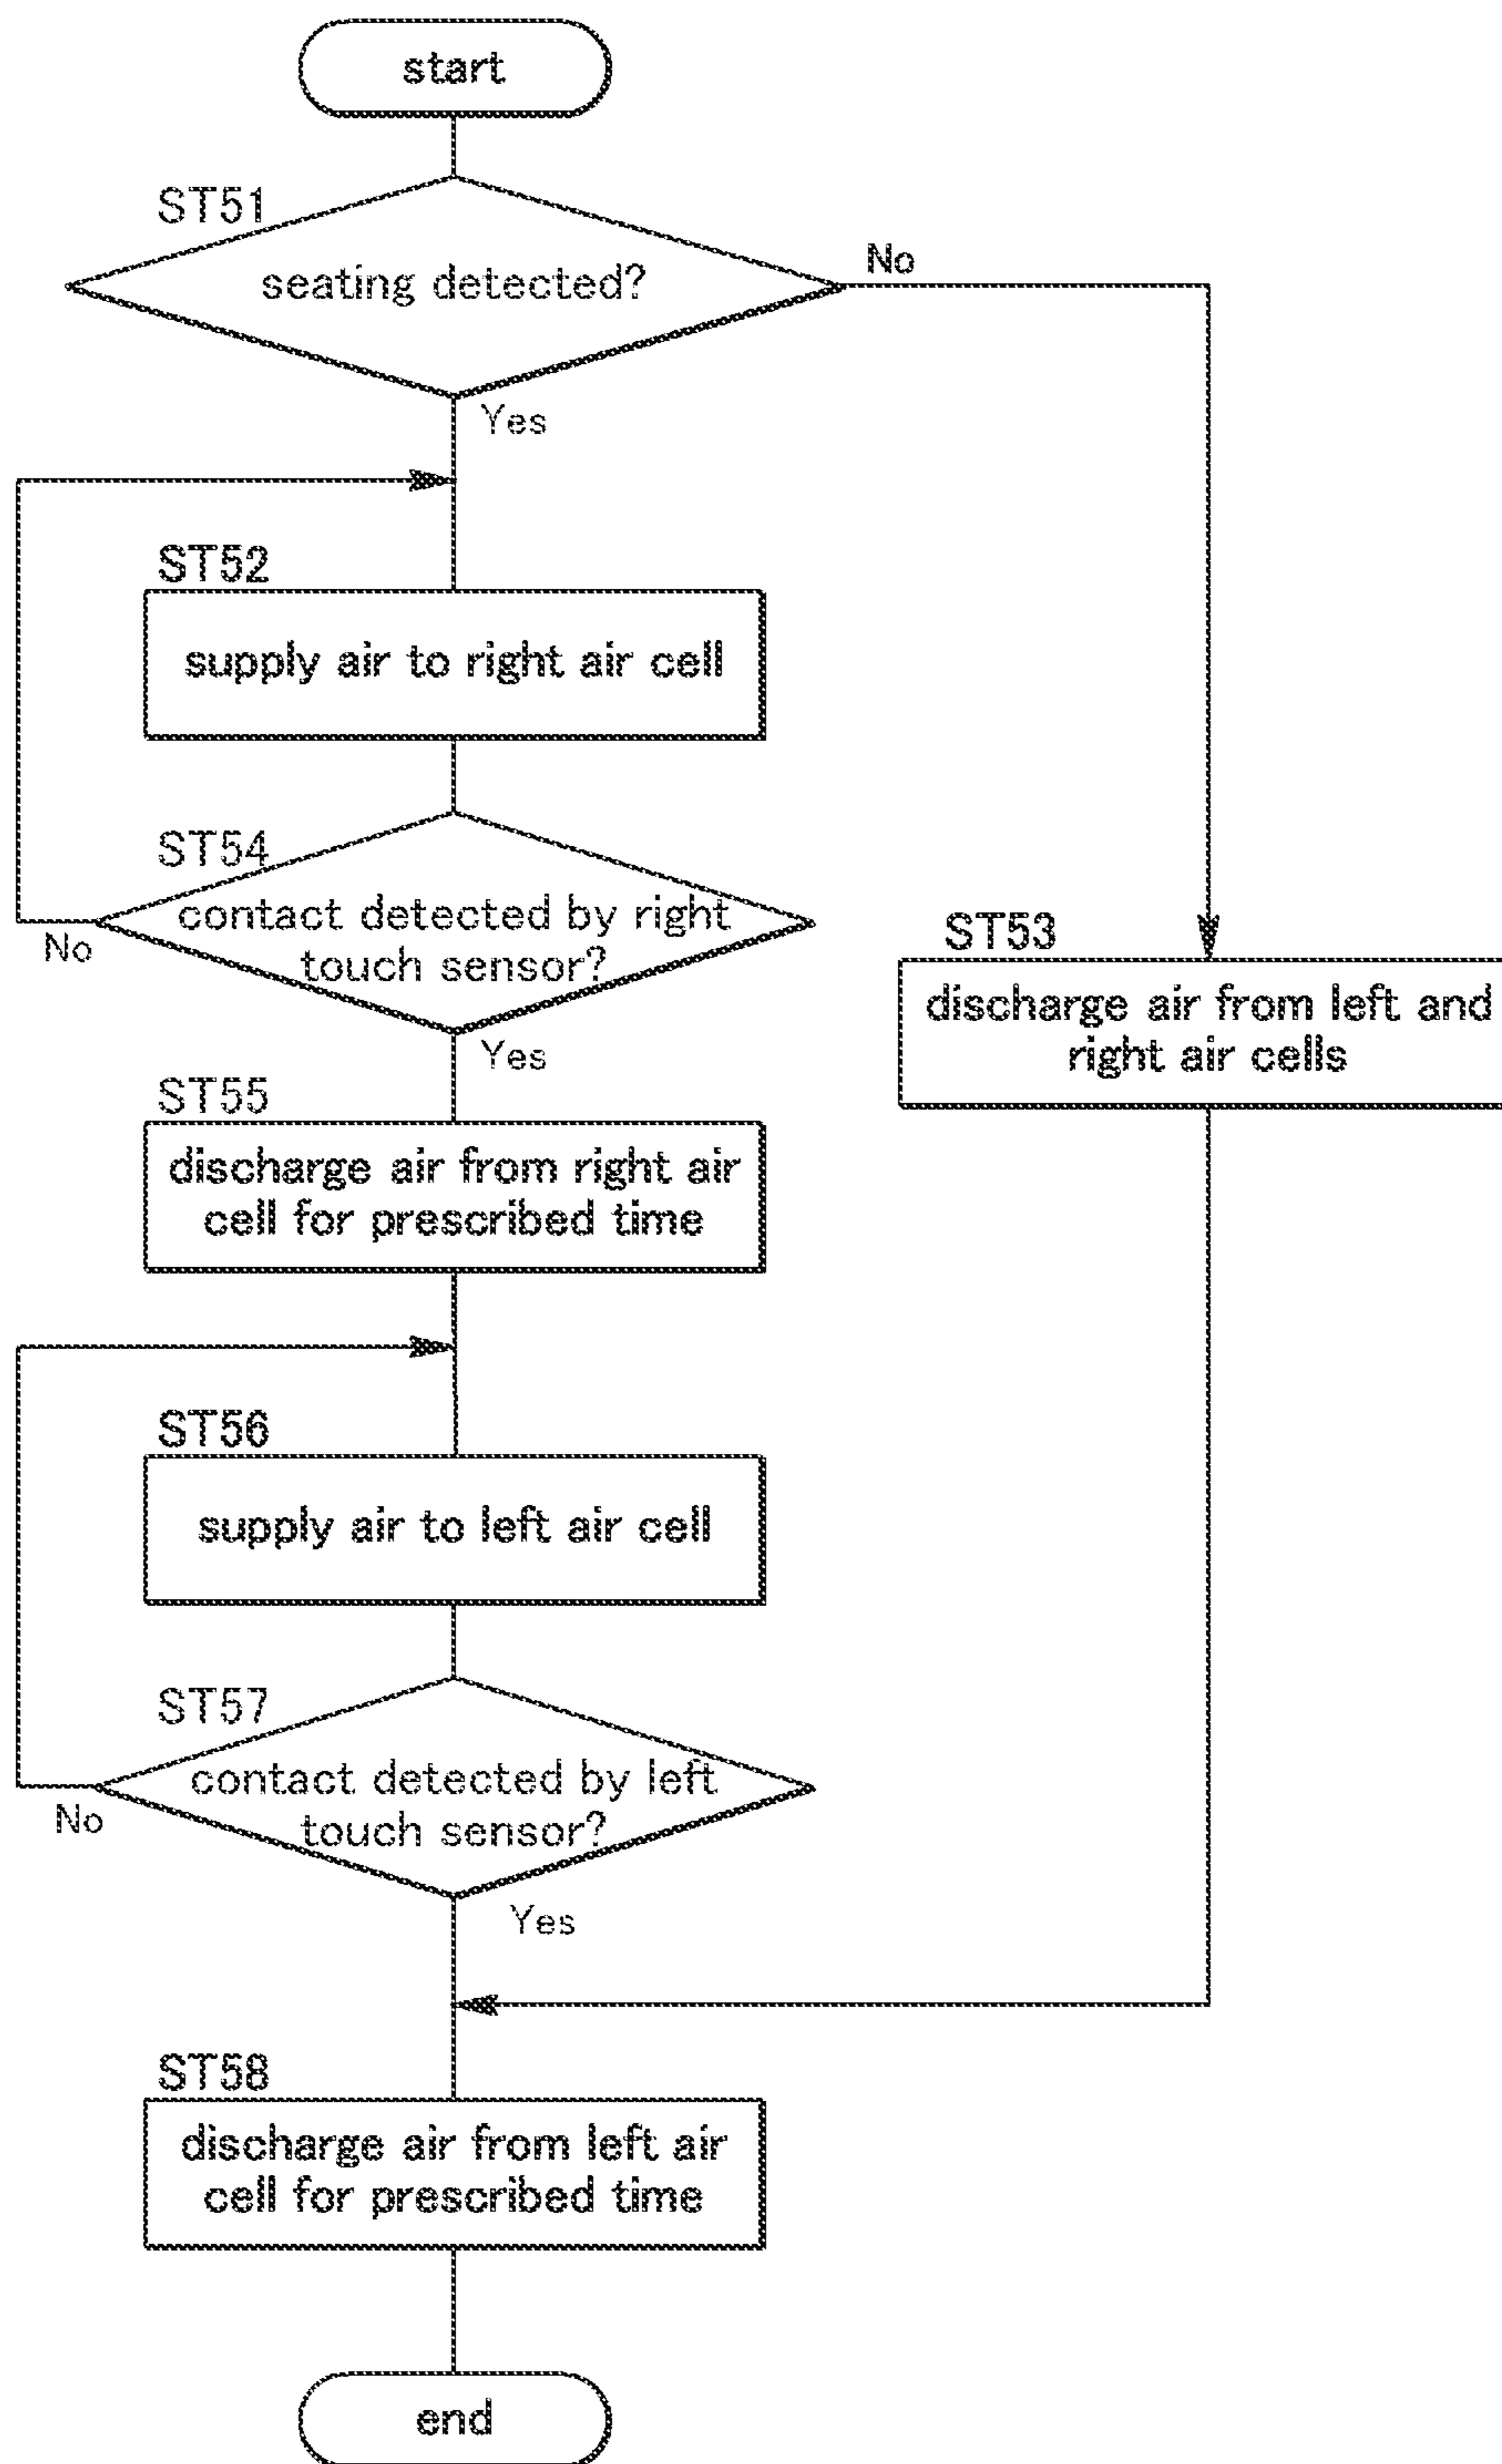 start
ST51
seating detected?
No
Yes
ST52
supply air to right air cell
ST54
contact detected by right
touch sensor?
No
Yes
ST53
discharge air from left and
right air cells
ST55
discharge air from right air
cell for prescribed time
ST56
supply air to left air cell
ST57
contact detected by left
touch sensor?
No
Yes
ST58
discharge air from left air
cell for prescribed time
end